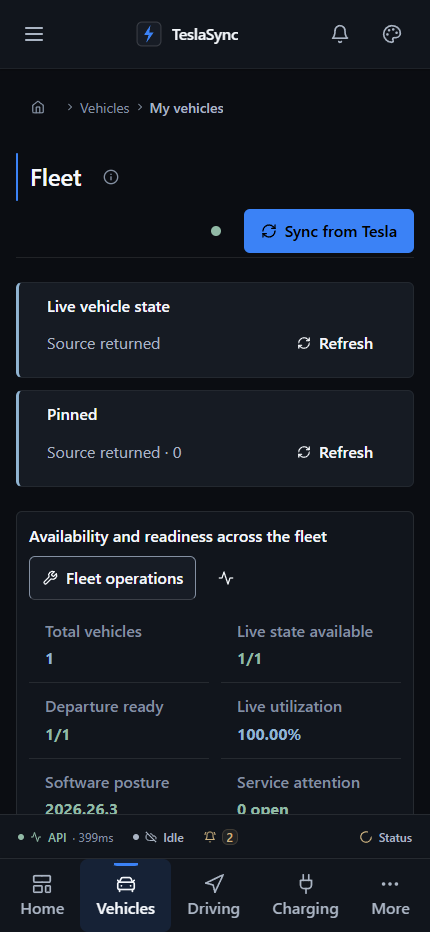 TeslaSync
Vehicles
My vehicles
Fleet
Sync from Tesla
Live vehicle state
Source returned
Refresh
Pinned
Source returned · 0
Refresh
Availability and readiness across the fleet
Fleet operations
Total vehicles
1
Live state available
1/1
Departure ready
1/1
Live utilization
100.00%
Software posture
2026.26.3
Service attention
0 open
API · 399ms
Idle
2
Status
Home
Vehicles
Driving
Charging
More